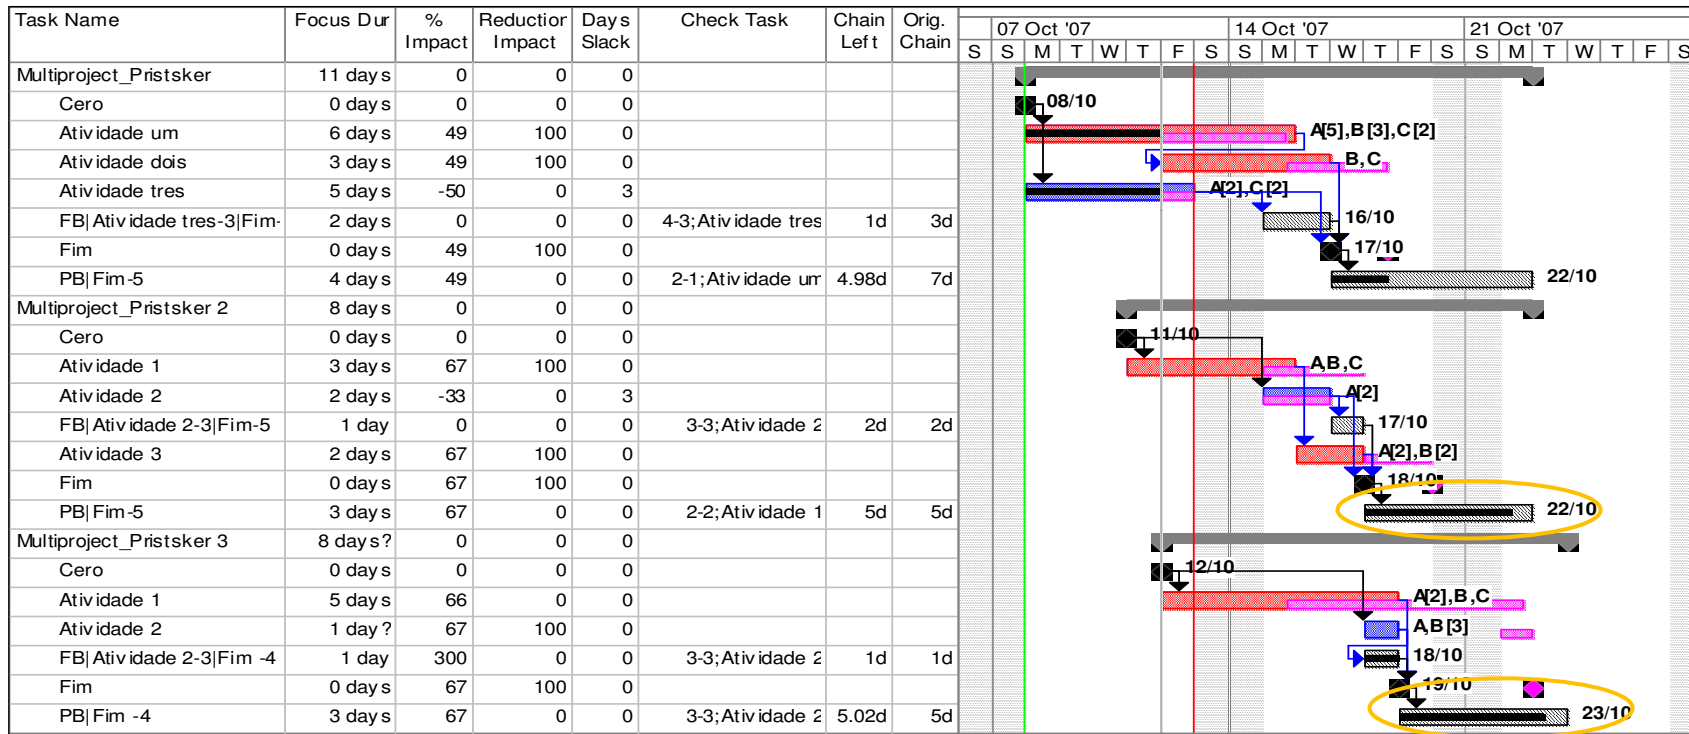 Task Name Focus Dur % Impact Reduction Impact Days Slack Check Task Chain Left Orig. Chain
07 Oct '07 14 Oct '07 21 Oct '07
S S M T W T F S S M T W T F S S M T W T F S
Multiproject_Pristsker 11 days 0 0 0
Cero 0 days 0 0 0 08/10
Atividade um 6 days 49 100 0 A[5],B[3],C[2]
Atividade dois 3 days 49 100 0 B,C
Atividade tres 5 days -50 0 3 A[2],C[2]
FB|Atividade tres-3|Fim- 2 days 0 0 0 4-3;Atividade tres 1d 3d 16/10
Fim 0 days 49 100 0 17/10
PB|Fim-5 4 days 49 0 0 2-1;Atividade um 4.98d 7d 22/10
Multiproject_Pristsker 2 8 days 0 0 0
Cero 0 days 0 0 0 11/10
Atividade 1 3 days 67 100 0 A,B,C
Atividade 2 2 days -33 0 3 A[2]
FB|Atividade 2-3|Fim-5 1 day 0 0 0 3-3;Atividade 2 2d 2d 17/10
Atividade 3 2 days 67 100 0 A[2],B[2]
Fim 0 days 67 100 0 18/10
PB|Fim-5 3 days 67 0 0 2-2;Atividade 1 5d 5d 22/10
Multiproject_Pristsker 3 8 days? 0 0 0
Cero 0 days 0 0 0 12/10
Atividade 1 5 days 66 0 0 A[2],B,C
Atividade 2 1 day? 67 100 0 A,B[3]
FB|Atividade 2-3|Fim -4 1 day 300 0 0 3-3;Atividade 2 1d 1d 18/10
Fim 0 days 67 100 0 19/10
PB|Fim -4 3 days 67 0 0 3-3;Atividade 2 5.02d 5d 23/10